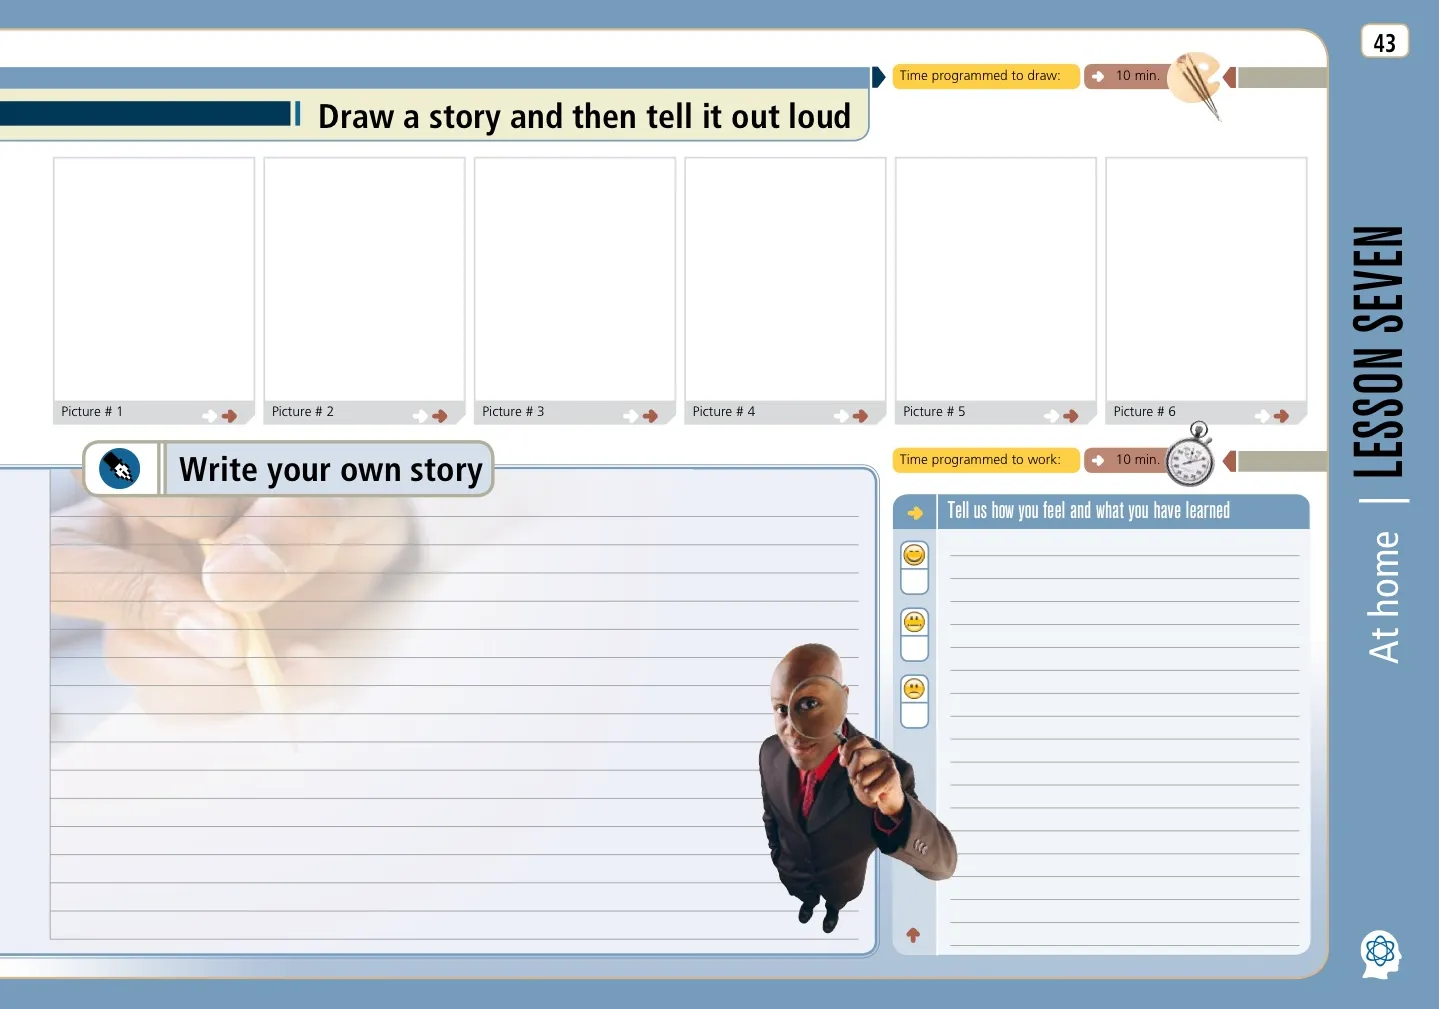 43
Time programmed to draw:
10 min.
Draw a story and then tell it out loud
Picture # 1
Picture # 2
Picture # 3
Picture # 4
Picture # 5
Picture # 6
Write your own story
Time programmed to work:
10 min.
Tell us how you feel and what you have learned
At home | LESSON SEVEN